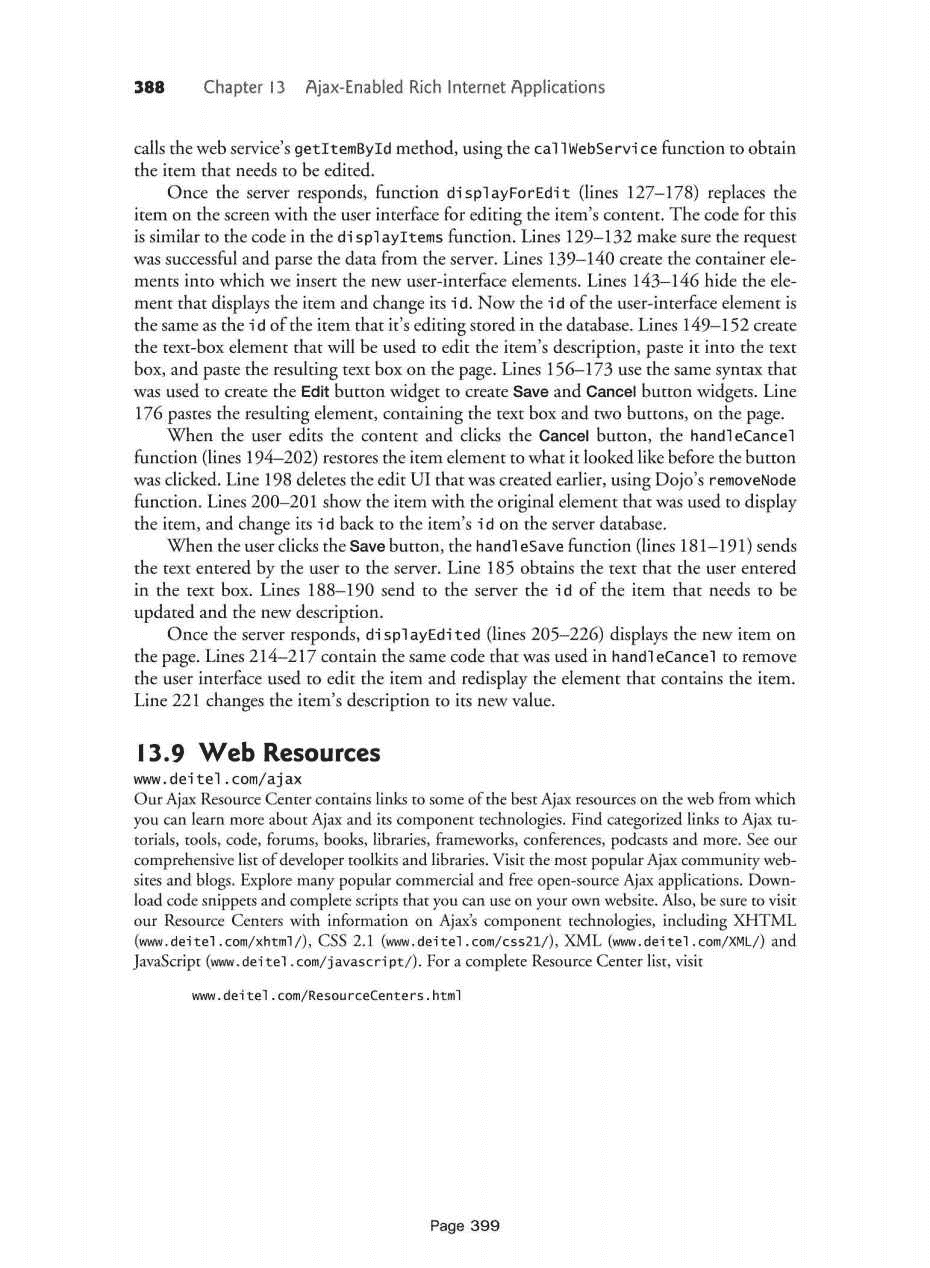 388 Chapter 13 Ajax-Enabled Rich Internet Applications
calls the web service's getItemById method, using the callWebService function to obtain
the item that needs to be edited.
Once the server responds, function displayForEdit (lines 127–178) replaces the
item on the screen with the user interface for editing the item's content. The code for this
is similar to the code in the displayItems function. Lines 129–132 make sure the request
was successful and parse the data from the server. Lines 139–140 create the container ele-
ments into which we insert the new user-interface elements. Lines 143–146 hide the ele-
ment that displays the item and change its id. Now the id of the user-interface element is
the same as the id of the item that it's editing stored in the database. Lines 149–152 create
the text-box element that will be used to edit the item's description, paste it into the text
box, and paste the resulting text box on the page. Lines 156–173 use the same syntax that
was used to create the Edit button widget to create Save and Cancel button widgets. Line
176 pastes the resulting element, containing the text box and two buttons, on the page.
When the user edits the content and clicks the Cancel button, the handleCancel
function (lines 194–202) restores the item element to what it looked like before the button
was clicked. Line 198 deletes the edit UI that was created earlier, using Dojo's removeNode
function. Lines 200–201 show the item with the original element that was used to display
the item, and change its id back to the item's id on the server database.
When the user clicks the Save button, the handleSave function (lines 181–191) sends
the text entered by the user to the server. Line 185 obtains the text that the user entered
in the text box. Lines 188–190 send to the server the id of the item that needs to be
updated and the new description.
Once the server responds, displayEdited (lines 205–226) displays the new item on
the page. Lines 214–217 contain the same code that was used in handleCancel to remove
the user interface used to edit the item and redisplay the element that contains the item.
Line 221 changes the item's description to its new value.
13.9 Web Resources
www.deitel.com/ajax
Our Ajax Resource Center contains links to some of the best Ajax resources on the web from which
you can learn more about Ajax and its component technologies. Find categorized links to Ajax tu-
torials, tools, code, forums, books, libraries, frameworks, conferences, podcasts and more. See our
comprehensive list of developer toolkits and libraries. Visit the most popular Ajax community web-
sites and blogs. Explore many popular commercial and free open-source Ajax applications. Down-
load code snippets and complete scripts that you can use on your own website. Also, be sure to visit
our Resource Centers with information on Ajax's component technologies, including XHTML
(www.deitel.com/xhtml/), CSS 2.1 (www.deitel.com/css21/), XML (www.deitel.com/XML/) and
JavaScript (www.deitel.com/javascript/). For a complete Resource Center list, visit
www.deitel.com/ResourceCenters.html
Page 399